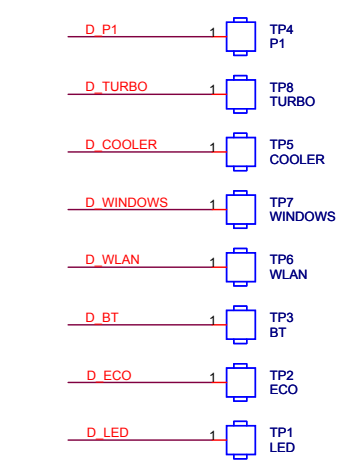 D_P1 1 TP4
P1
D_TURBO 1 TP8
TURBO
D_COOLER 1 TP5
COOLER
D_WINDOWS 1 TP7
WINDOWS
D_WLAN 1 TP6
WLAN
D_BT 1 TP3
BT
D_ECO 1 TP2
ECO
D_LED 1 TP1
LED